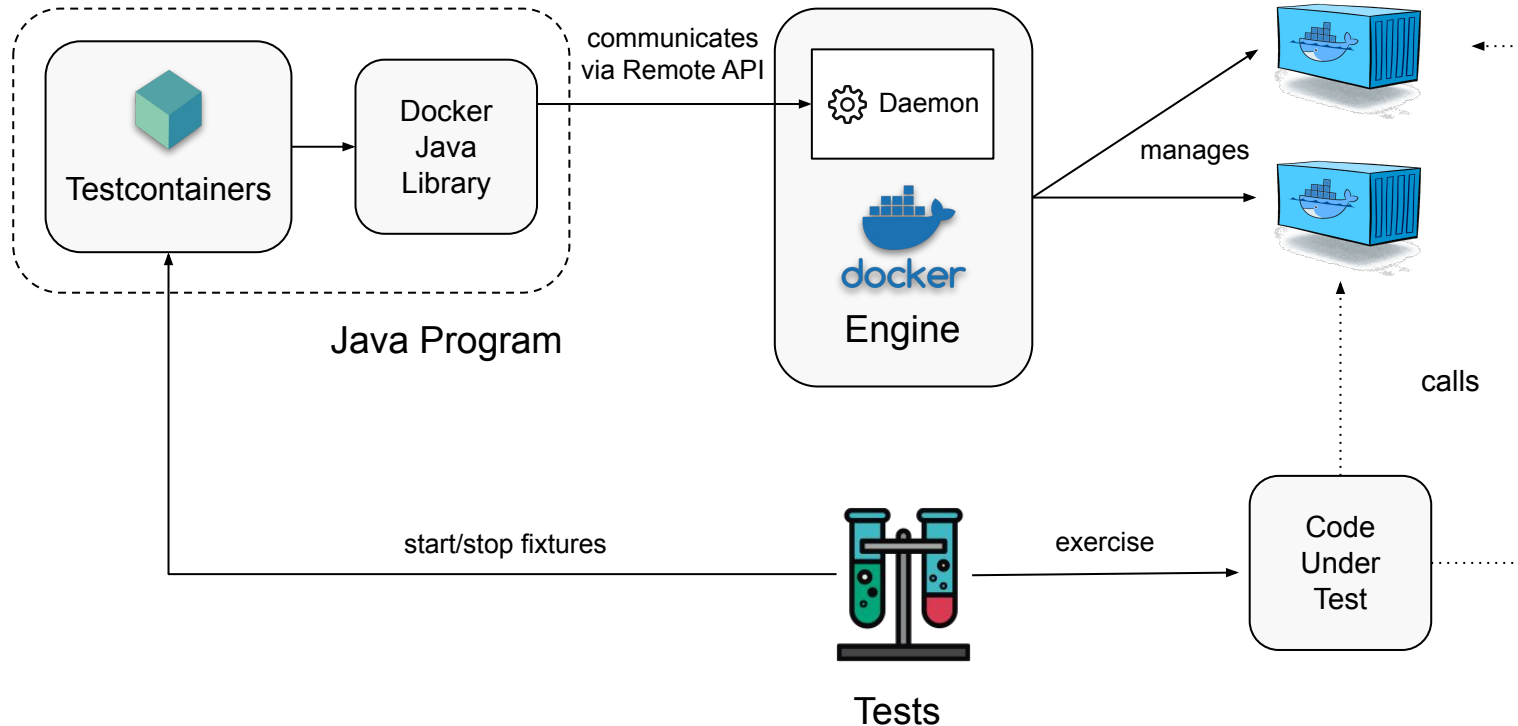 communicates
via Remote API
Testcontainers
Docker
Java
Library
Daemon
docker
Engine
manages
Java Program
calls
start/stop fixtures
exercise
Code
Under
Test
Tests